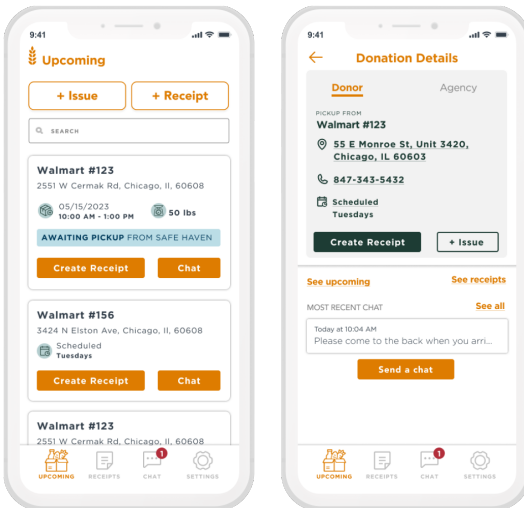 9:41
Upcoming
+ Issue
+ Receipt
SEARCH
Walmart #123
2551 W Cermak Rd, Chicago, Il, 60608
05/15/2023
10:00 AM - 1:00 PM
50 lbs
AWAITING PICKUP FROM SAFE HAVEN
Create Receipt
Chat
Walmart #156
3424 N Elston Ave, Chicago, Il, 60608
Scheduled
Tuesdays
Create Receipt
Chat
Walmart #123
2551 W Cermak Rd, Chicago, Il, 60608
1
UPCOMING
RECEIPTS
CHAT
SETTINGS
9:41
Donation Details
Donor
Agency
PICKUP FROM
Walmart #123
55 E Monroe St, Unit 3420,
Chicago, IL 60603
847-343-5432
Scheduled
Tuesdays
Create Receipt
+ Issue
See upcoming
See receipts
MOST RECENT CHAT
See all
Today at 10:04 AM
Please come to the back when you arri...
Send a chat
1
UPCOMING
RECEIPTS
CHAT
SETTINGS